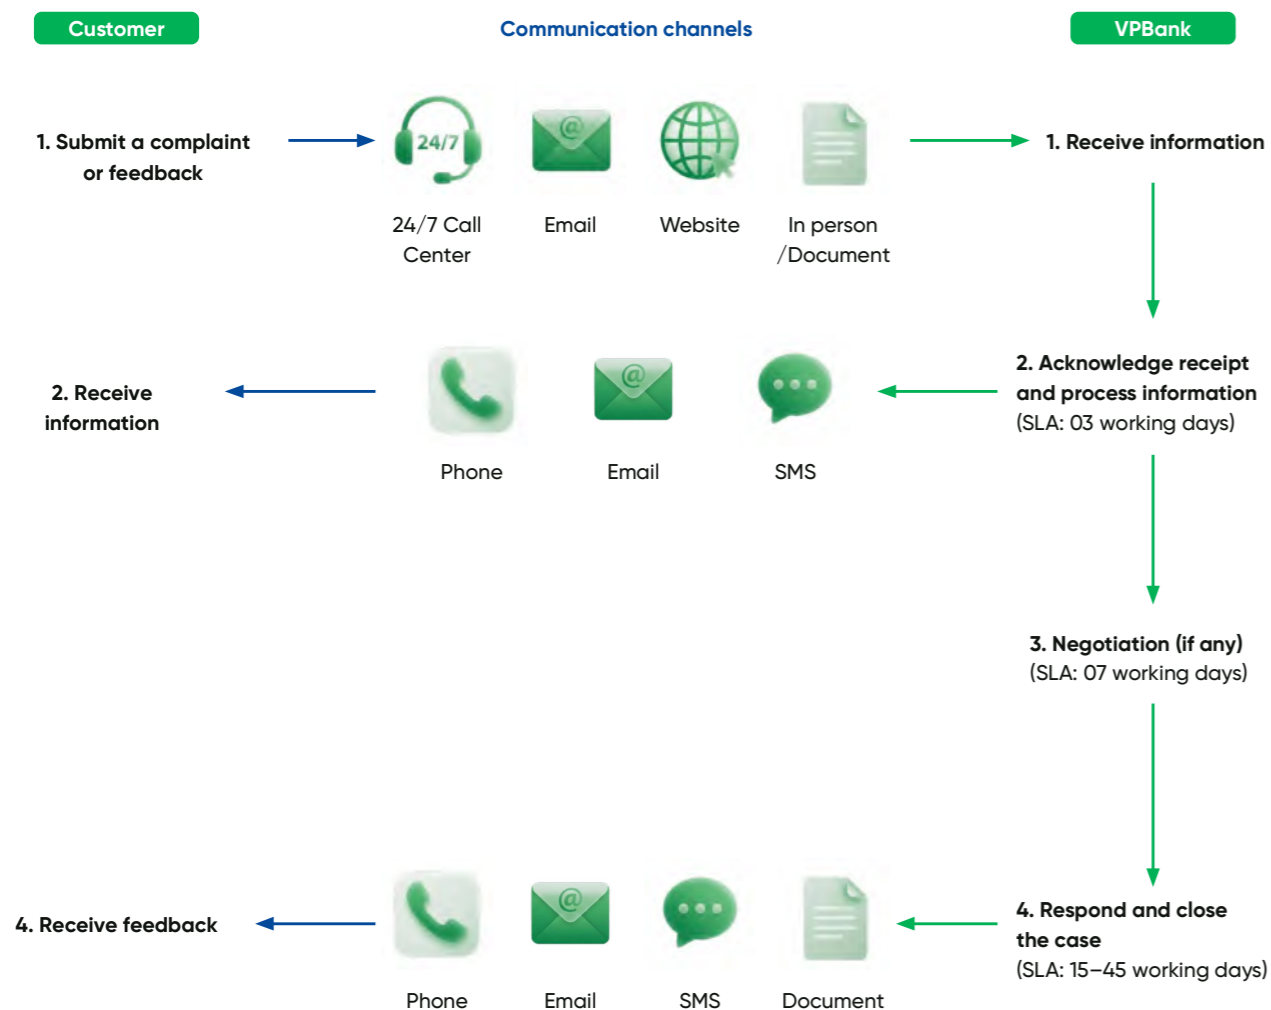 Customer
Communication channels
VPBank
1. Submit a complaint
or feedback
24/7
@
1. Receive information
24/7 Call
Center
Email
Website
In person
/Document
2. Receive
information
@
Phone
Email
SMS
2. Acknowledge receipt
and process information
(SLA: 03 working days)
3. Negotiation (if any)
(SLA: 07 working days)
4. Receive feedback
@
Phone
Email
SMS
Document
4. Respond and close
the case
(SLA: 15–45 working days)